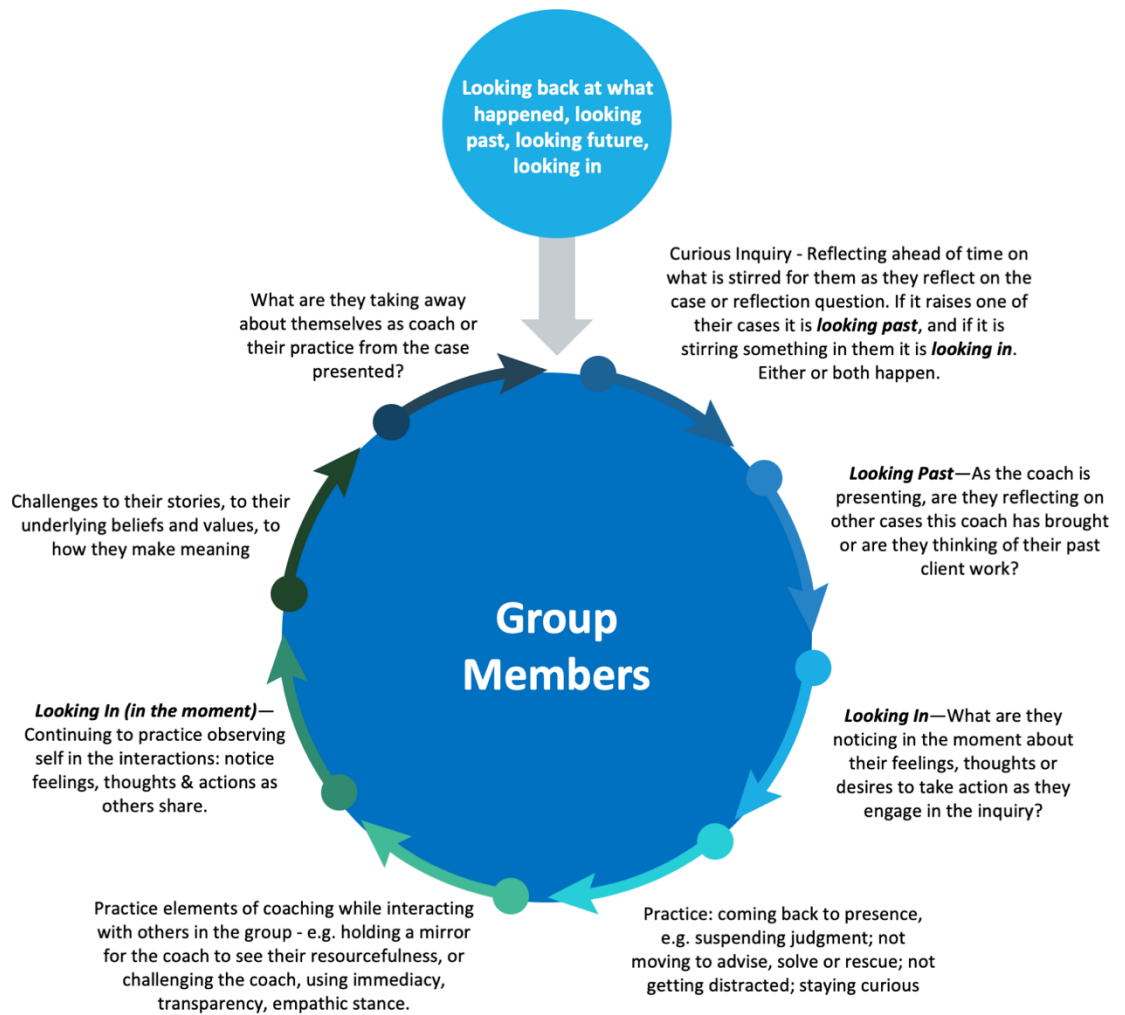 Looking back at what
happened, looking
past, looking future,
looking in
Curious Inquiry - Reflecting ahead of time on
what is stirred for them as they reflect on the
case or reflection question. If it raises one of
their cases it is looking past, and if it is
stirring something in them it is looking in.
Either or both happen.
Looking Past—As the coach is
presenting, are they reflecting on
other cases this coach has brought
or are they thinking of their past
client work?
Looking In—What are they
noticing in the moment about
their feelings, thoughts or
desires to take action as they
engage in the inquiry?
Practice: coming back to presence,
e.g. suspending judgment; not
moving to advise, solve or rescue; not
getting distracted; staying curious
Practice elements of coaching while interacting
with others in the group - e.g. holding a mirror
for the coach to see their resourcefulness, or
challenging the coach, using immediacy,
transparency, empathic stance.
Looking In (in the moment)—
Continuing to practice observing
self in the interactions: notice
feelings, thoughts & actions as
others share.
Challenges to their stories, to their
underlying beliefs and values, to
how they make meaning
What are they taking away
about themselves as coach or
their practice from the case
presented?
Group
Members